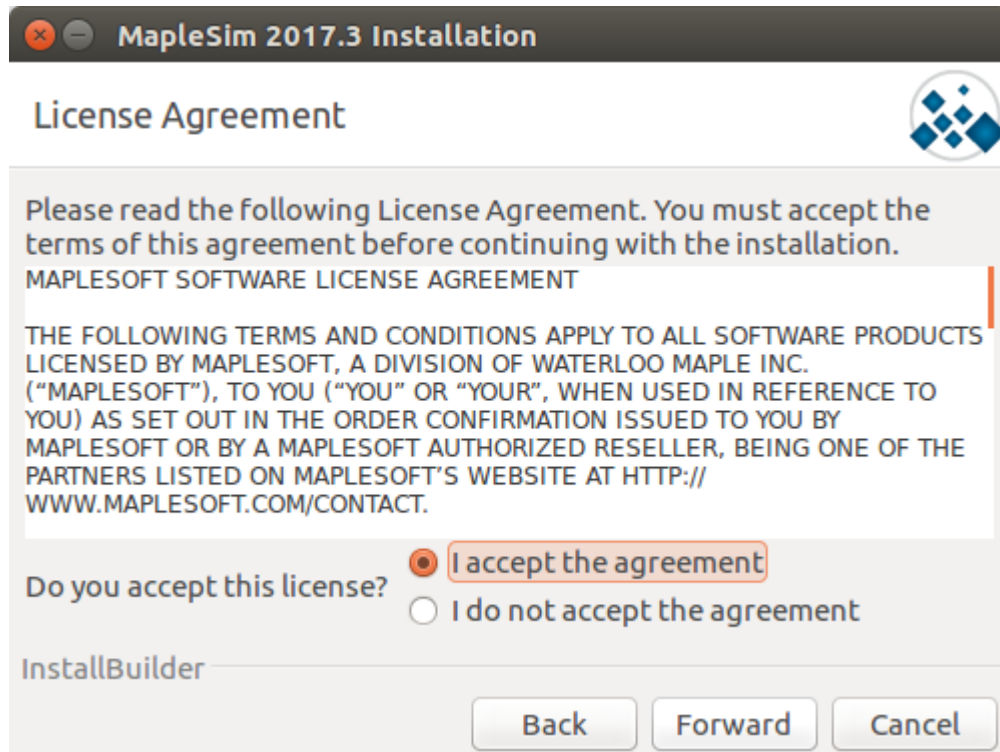 MapleSim 2017.3 Installation
License Agreement
Please read the following License Agreement. You must accept the
terms of this agreement before continuing with the installation.
MAPLESOFT SOFTWARE LICENSE AGREEMENT
THE FOLLOWING TERMS AND CONDITIONS APPLY TO ALL SOFTWARE PRODUCTS
LICENSED BY MAPLESOFT, A DIVISION OF WATERLOO MAPLE INC.
(“MAPLESOFT”), TO YOU (“YOU” OR “YOUR”, WHEN USED IN REFERENCE TO
YOU) AS SET OUT IN THE ORDER CONFIRMATION ISSUED TO YOU BY
MAPLESOFT OR BY A MAPLESOFT AUTHORIZED RESELLER, BEING ONE OF THE
PARTNERS LISTED ON MAPLESOFT’S WEBSITE AT HTTP://
WWW.MAPLESOFT.COM/CONTACT.
Do you accept this license?
I accept the agreement
I do not accept the agreement
InstallBuilder
Back Forward Cancel